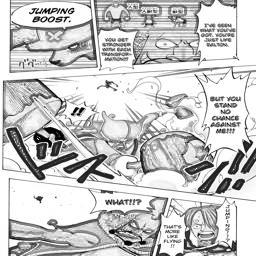 JUMPING
BOOST.
I'VE SEEN
WHAT YOU'VE
GOT. YOU'RE
JUST LIKE
YOU GET
STRONGER
WITH EACH
TRANSFOR-
MATION!?
BUT YOU
STAND
NO
CHANCE
AGAINST
ME!!!
WHAT!!?
JUMPING!?
THAT'S
MORE
LIKE
FLYING
!!